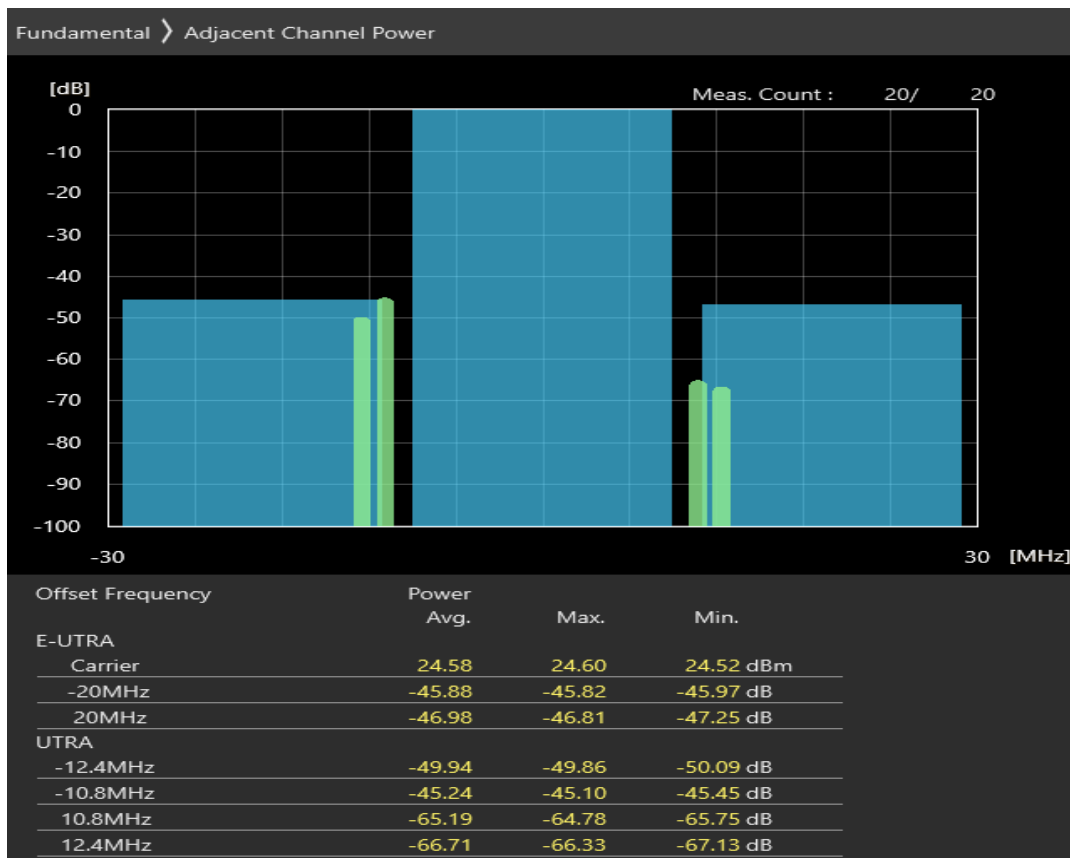 Fundamental 〉 Adjacent Channel Power
[dB]
Meas. Count : 20/ 20
0
-10
-20
-30
-40
-50
-60
-70
-80
-90
-100
-30 30 [MHz]
Offset Frequency Power
Avg. Max. Min.
E-UTRA
Carrier 24.58 24.60 24.52 dBm
-20MHz -45.88 -45.82 -45.97 dB
20MHz -46.98 -46.81 -47.25 dB
UTRA
-12.4MHz -49.94 -49.86 -50.09 dB
-10.8MHz -45.24 -45.10 -45.45 dB
10.8MHz -65.19 -64.78 -65.75 dB
12.4MHz -66.71 -66.33 -67.13 dB